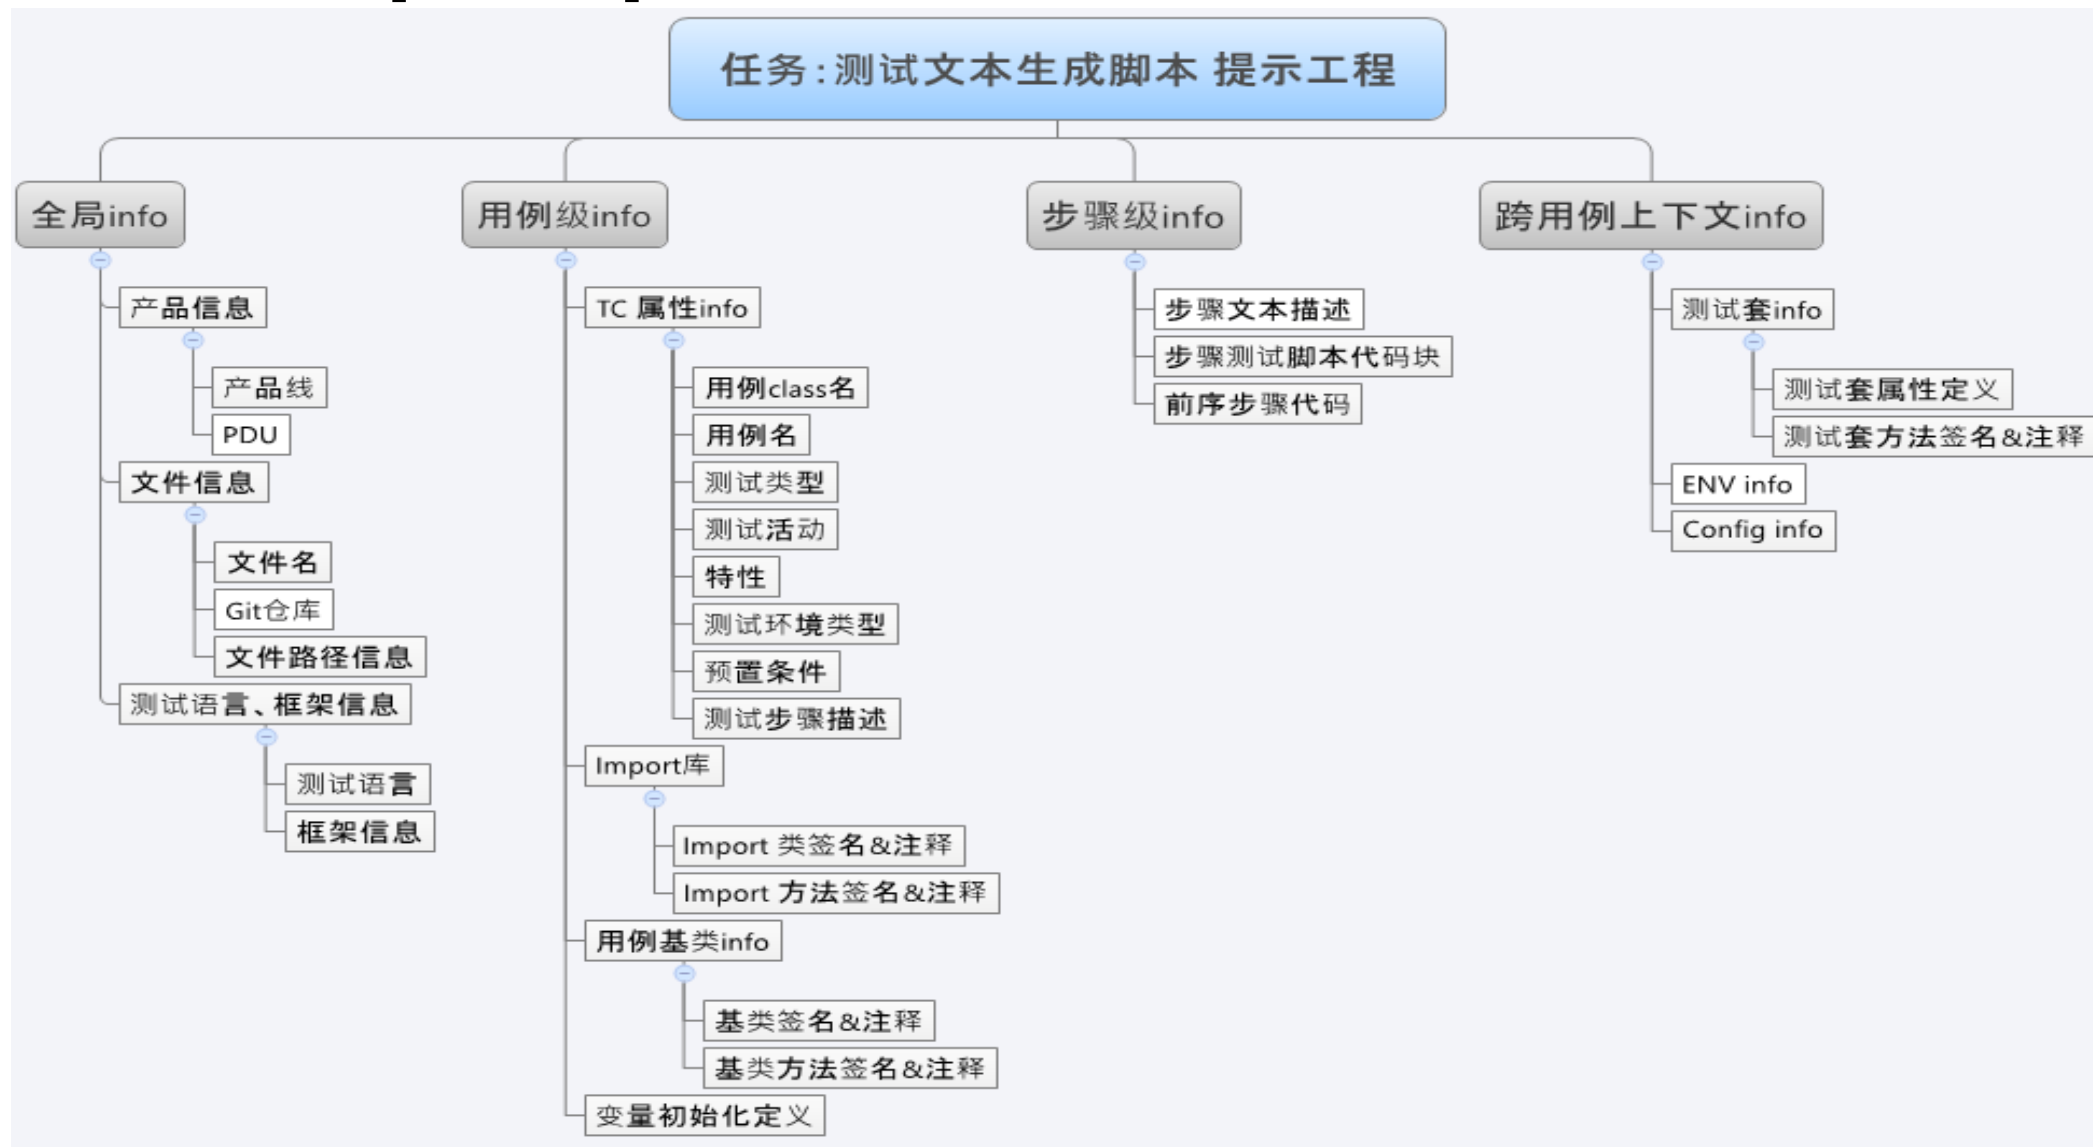 任务:测试文本生成脚本 提示工程
全局info
产品信息
产品线
PDU
文件信息
文件名
Git仓库
文件路径信息
测试语言、框架信息
测试语言
框架信息
用例级info
TC 属性info
用例class名
用例名
测试类型
测试活动
特性
测试环境类型
预置条件
测试步骤描述
Import库
Import 类签名&注释
Import 方法签名&注释
用例基类info
基类签名&注释
基类方法签名&注释
变量初始化定义
步骤级info
步骤文本描述
步骤测试脚本代码块
前序步骤代码
跨用例上下文info
测试套info
测试套属性定义
测试套方法签名&注释
ENV info
Config info